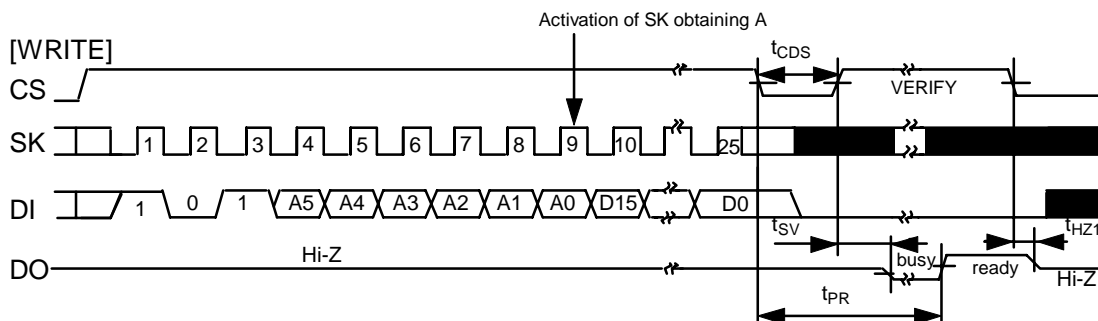 Activation of SK obtaining A
[WRITE]
CS
tCDS
VERIFY
SK
1 2 3 4 5 6 7 8 9 10 25
DI
1 0 1 A5 A4 A3 A2 A1 A0 D15 D0
tSV
tHZ1
DO
Hi-Z
busy
ready
Hi-Z
tPR